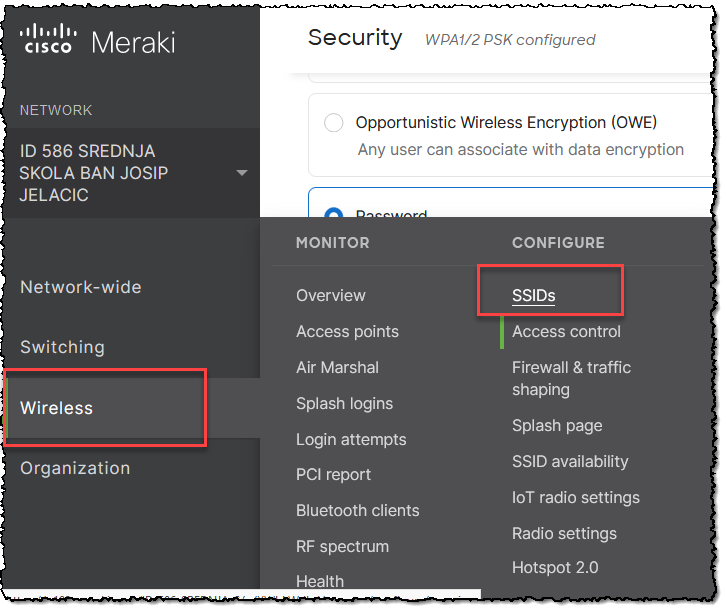 CISCO Meraki
Security WPA1/2 PSK configured
NETWORK
ID 586 SREDNJA
SKOLA BAN JOSIP
JELACIC
Opportunistic Wireless Encryption (OWE)
Any user can associate with data encryption
Password
Network-wide
Switching
Wireless
Organization
MONITOR
Overview
Access points
Air Marshal
Splash logins
Login attempts
PCI report
Bluetooth clients
RF spectrum
Health
CONFIGURE
SSIDs
Access control
Firewall & traffic
shaping
Splash page
SSID availability
IoT radio settings
Radio settings
Hotspot 2.0